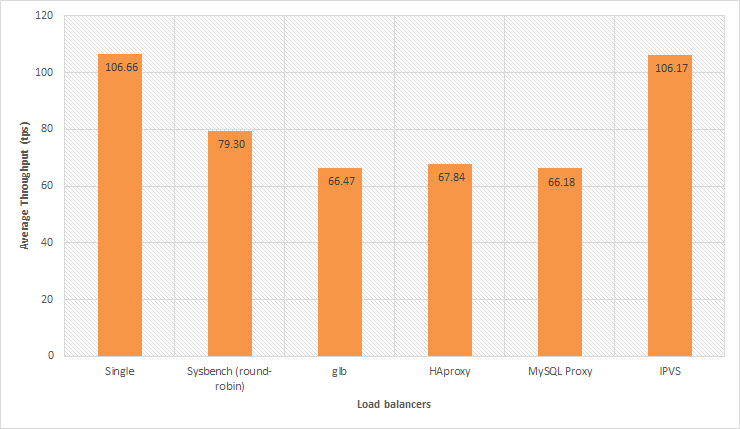 120
100
80
60
40
20
0
Average Throughput (tps)
106.66
79.30
66.47
67.84
66.18
106.17
Single
Sysbench (round-
robin)
glb
HAproxy
MySQL Proxy
IPVS
Load balancers